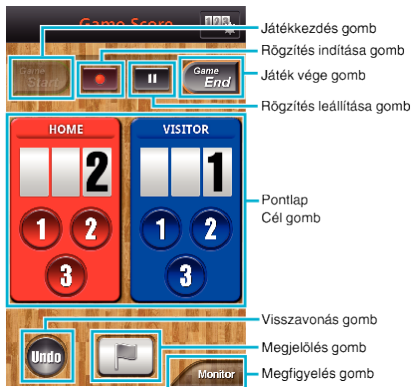 Game Score
Játékkezdés gomb
Rögzítés indítása gomb
Game
Start
Game
End
Játék vége gomb
Rögzítés leállítása gomb
HOME
VISITOR
2
1
1
2
1
2
3
3
Pontlap
Cél gomb
Visszavonás gomb
Undo
Megjelölés gomb
Monitor
Megfigyelés gomb